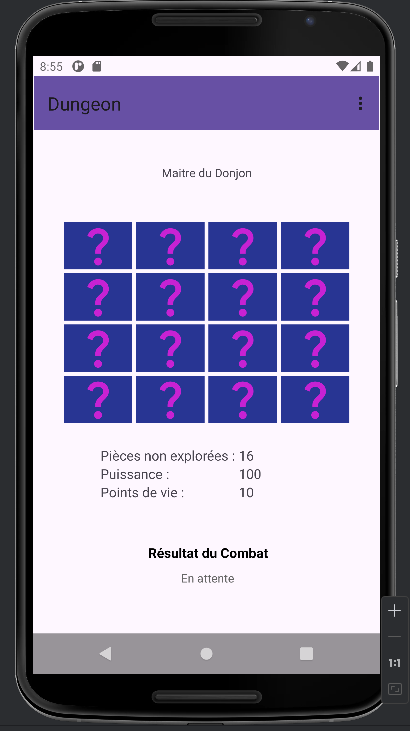 8:55
Dungeon
Maitre du Donjon
? ? ? ?
? ? ? ?
? ? ? ?
? ? ? ?
Pièces non explorées : 16
Puissance : 100
Points de vie : 10
Résultat du Combat
En attente
1:1